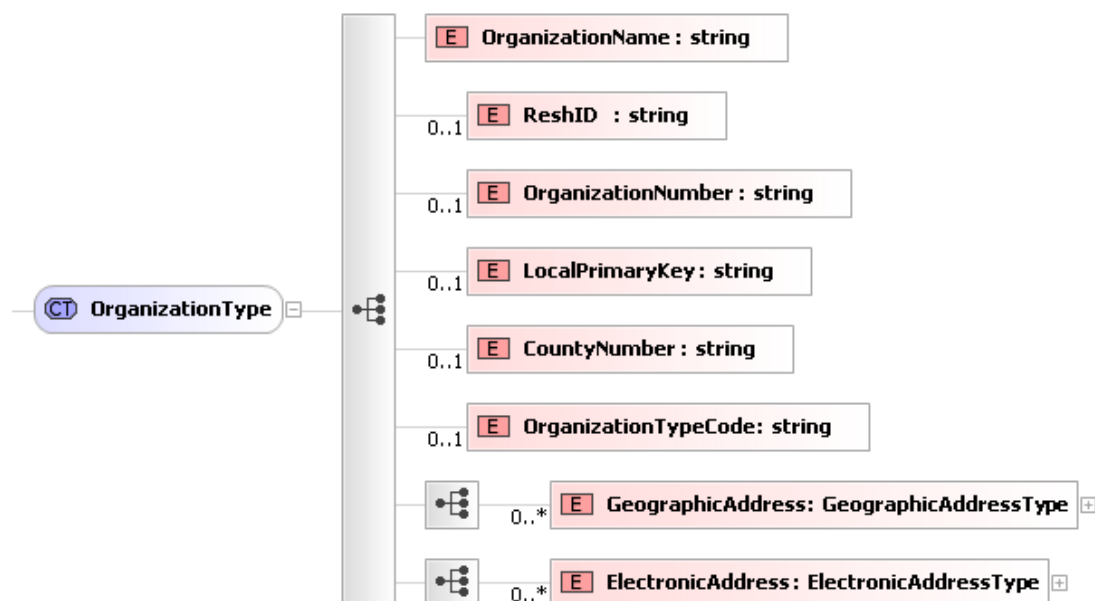 E OrganizationName: string
E ReshID : string
0..1
E OrganizationNumber: string
0..1
E LocalPrimaryKey: string
0..1
CT OrganizationType
E CountyNumber: string
0..1
E OrganizationTypeCode: string
0..1
E GeographicAddress: GeographicAddressType
0..*
E ElectronicAddress: ElectronicAddressType
0..*